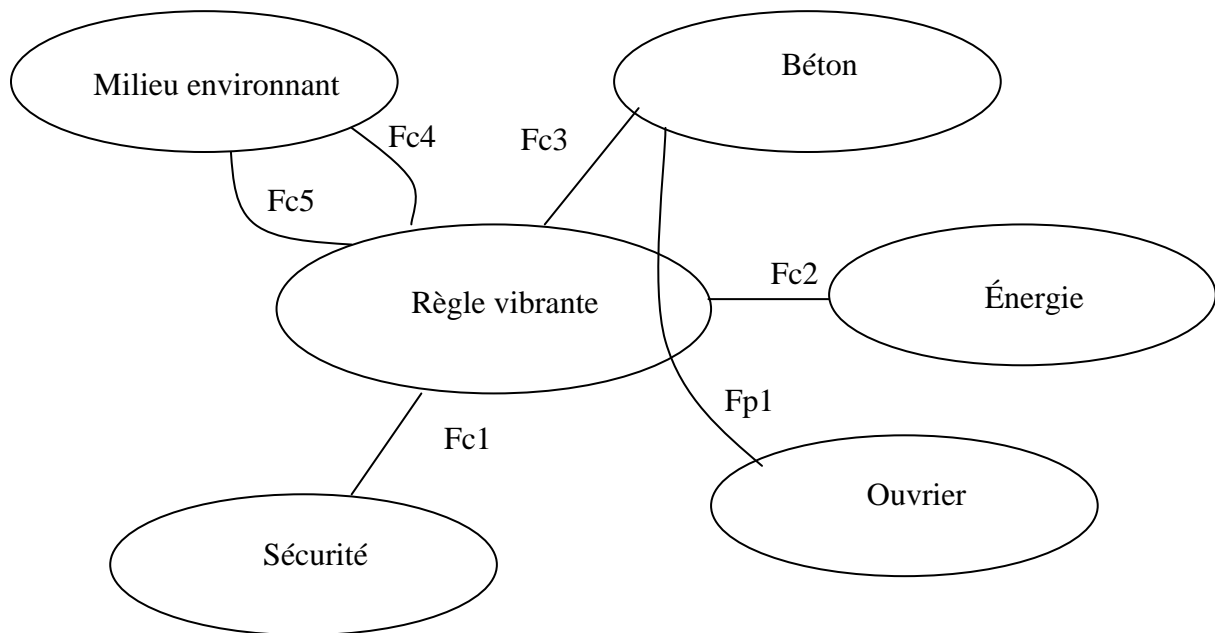 Béton
Milieu environnant
Fc4
Fc3
Fc5
Fc2
Énergie
Règle vibrante
Fp1
Fc1
Ouvrier
Sécurité